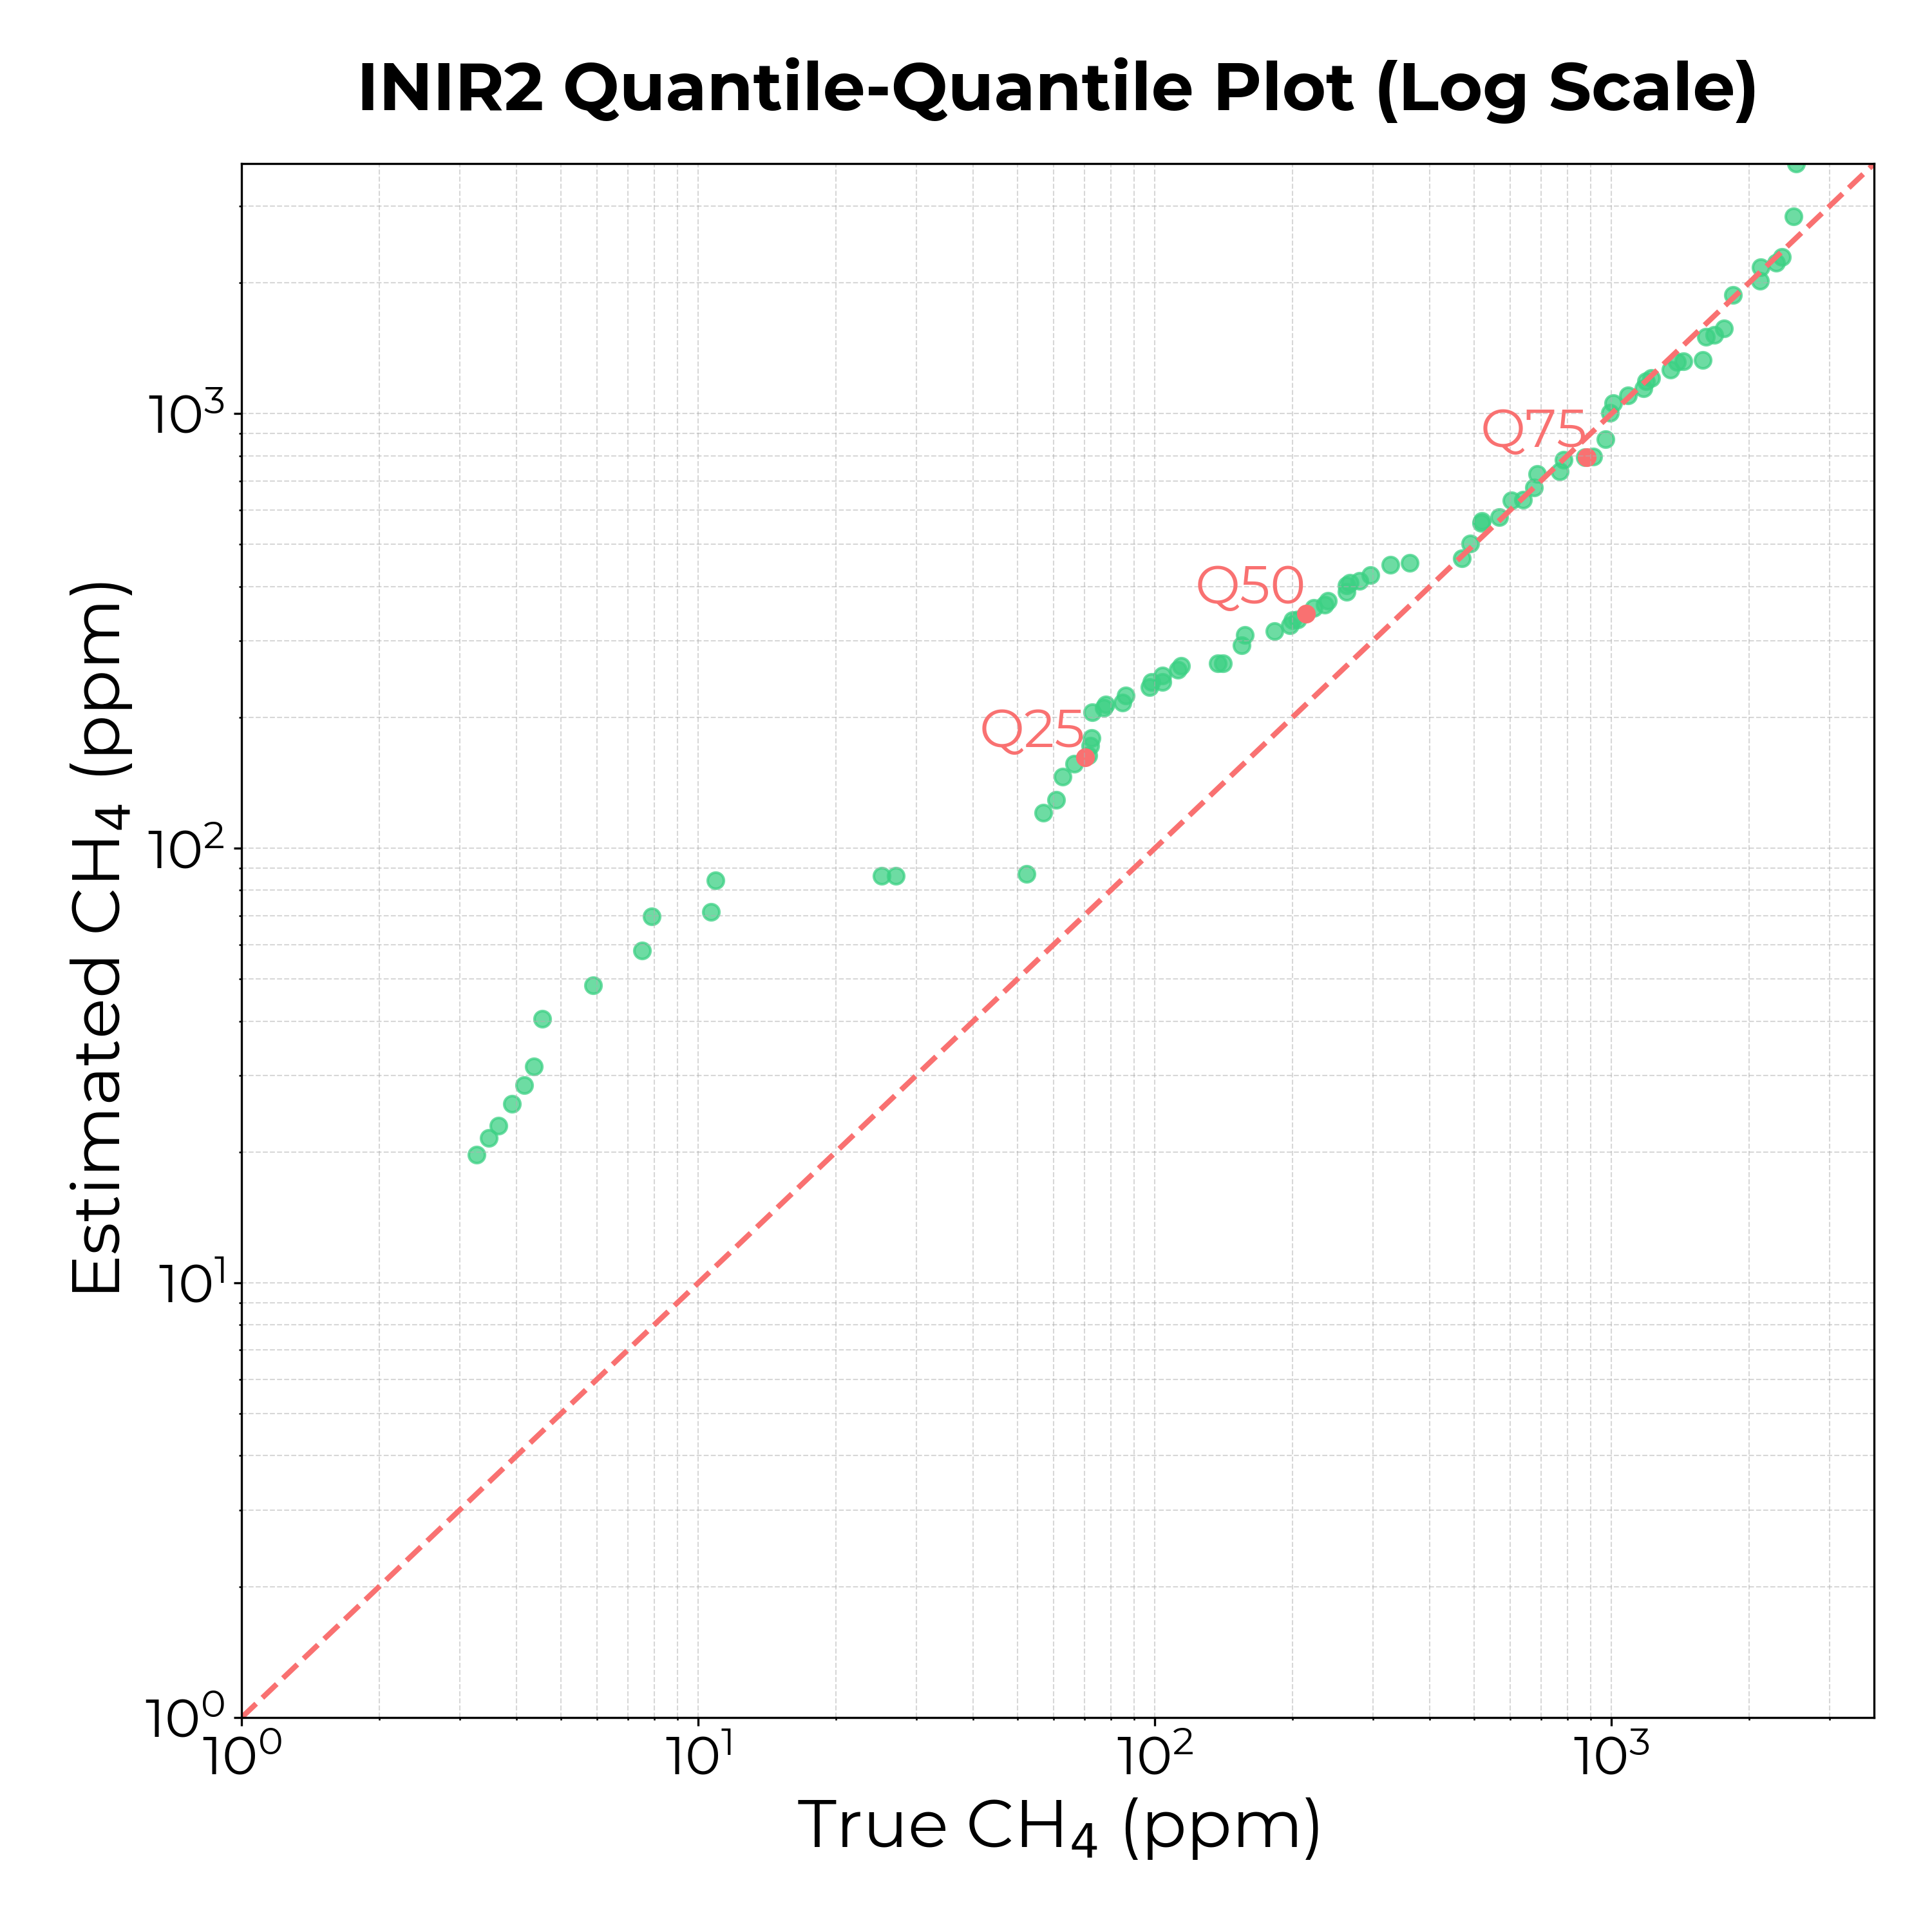 INIR2 Quantile-Quantile Plot (Log Scale)
Estimated CH₄ (ppm)
10³
10²
10¹
10⁰
Q75
Q50
Q25
10⁰ 10¹ 10² 10³
True CH₄ (ppm)